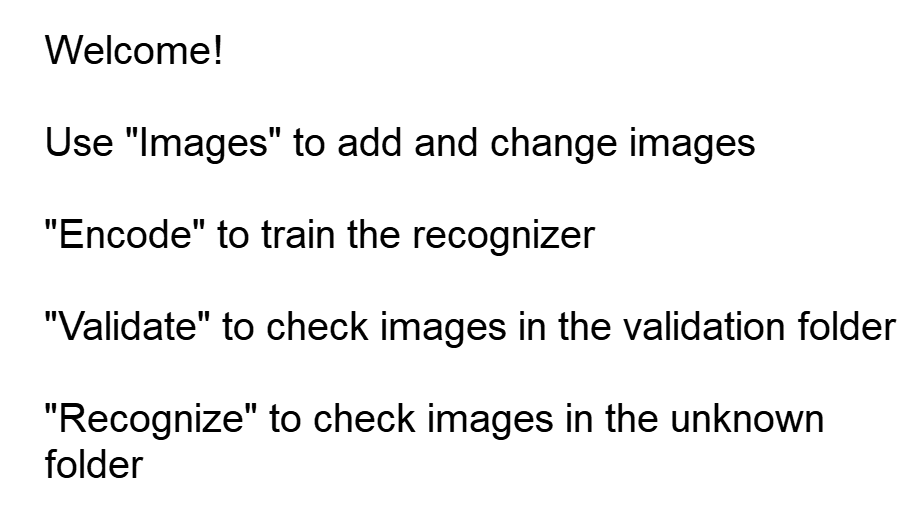 Welcome!
Use "Images" to add and change images
"Encode" to train the recognizer
"Validate" to check images in the validation folder
"Recognize" to check images in the unknown
folder